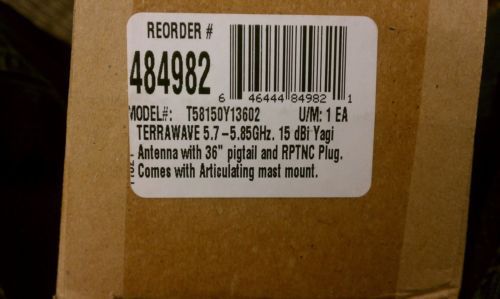 REORDER #
484982
6 46444 84982 1
MODEL#: T58150Y13602 U/M: 1 EA
TERRAWAVE 5.7-5.85GHz. 15 dBi Yagi
Antenna with 36" pigtail and RPTNC Plug.
Comes with Articulating mast mount.